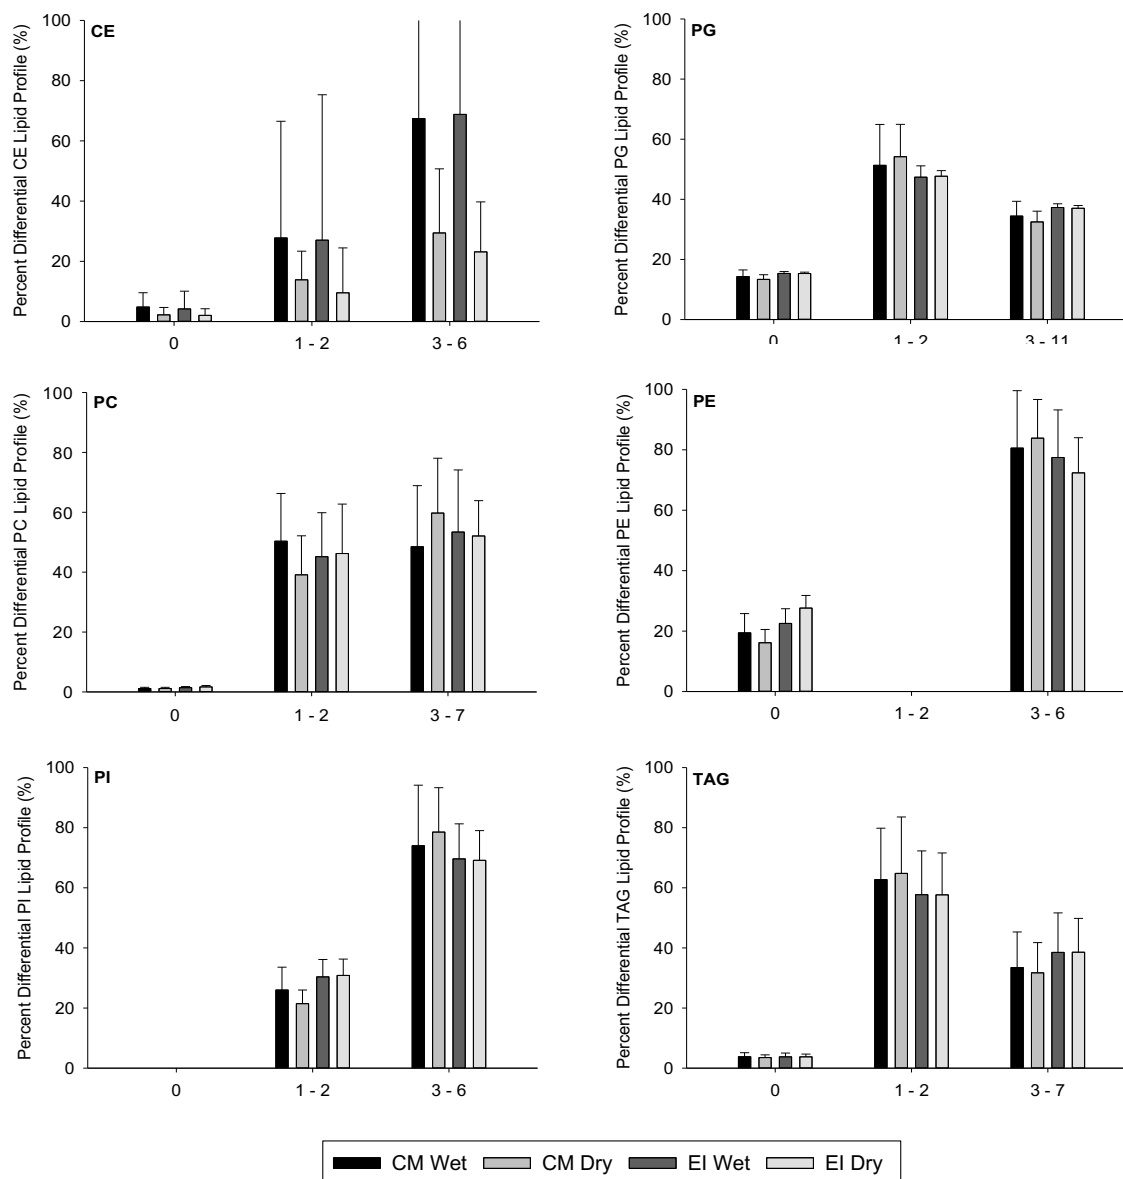 CE
Percent Differential CE Lipid Profile (%)
100
80
60
40
20
0
0
1 - 2
3 - 6
PG
Percent Differential PG Lipid Profile (%)
100
80
60
40
20
0
0
1 - 2
3 - 11
PC
Percent Differential PC Lipid Profile (%)
100
80
60
40
20
0
0
1 - 2
3 - 7
PE
Percent Differential PE Lipid Profile (%)
100
80
60
40
20
0
0
1 - 2
3 - 6
PI
Percent Differential PI Lipid Profile (%)
100
80
60
40
20
0
0
1 - 2
3 - 6
TAG
Percent Differential TAG Lipid Profile (%)
100
80
60
40
20
0
0
1 - 2
3 - 7
CM Wet CM Dry EI Wet EI Dry